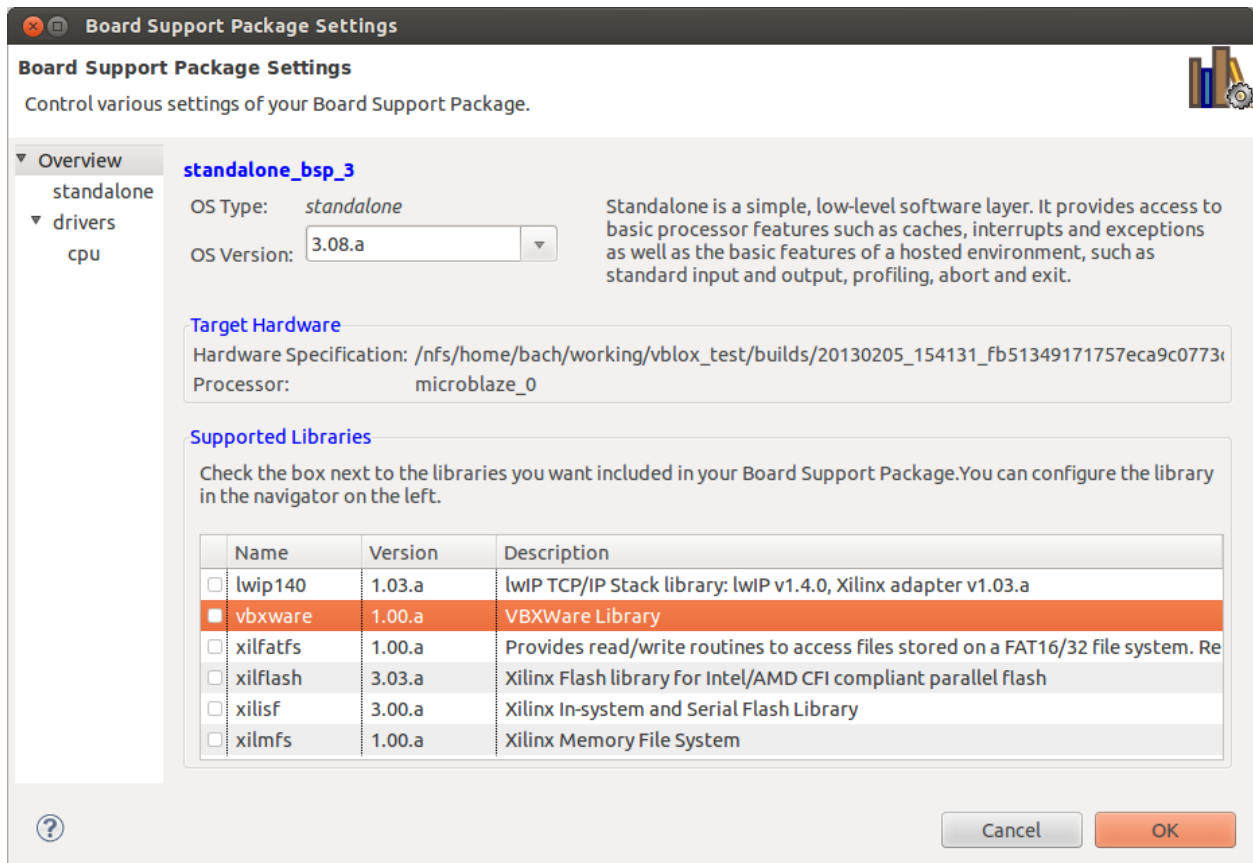 Board Support Package Settings
Board Support Package Settings
Control various settings of your Board Support Package.
Overview
standalone
drivers
cpu
standalone_bsp_3
OS Type: standalone
OS Version: 3.08.a
Standalone is a simple, low-level software layer. It provides access to
basic processor features such as caches, interrupts and exceptions
as well as the basic features of a hosted environment, such as
standard input and output, profiling, abort and exit.
Target Hardware
Hardware Specification: /nfs/home/bach/working/vblox_test/builds/20130205_154131_fb51349171757eca9c0773
Processor: microblaze_0
Supported Libraries
Check the box next to the libraries you want included in your Board Support Package.You can configure the library
in the navigator on the left.
Name Version Description
lwip140 1.03.a lwIP TCP/IP Stack library: lwIP v1.4.0, Xilinx adapter v1.03.a
vbxware 1.00.a VBXWare Library
xilfatfs 1.00.a Provides read/write routines to access files stored on a FAT16/32 file system. Re
xilflash 3.03.a Xilinx Flash library for Intel/AMD CFI compliant parallel flash
xilisf 3.00.a Xilinx In-system and Serial Flash Library
xilmfs 1.00.a Xilinx Memory File System
?
Cancel OK